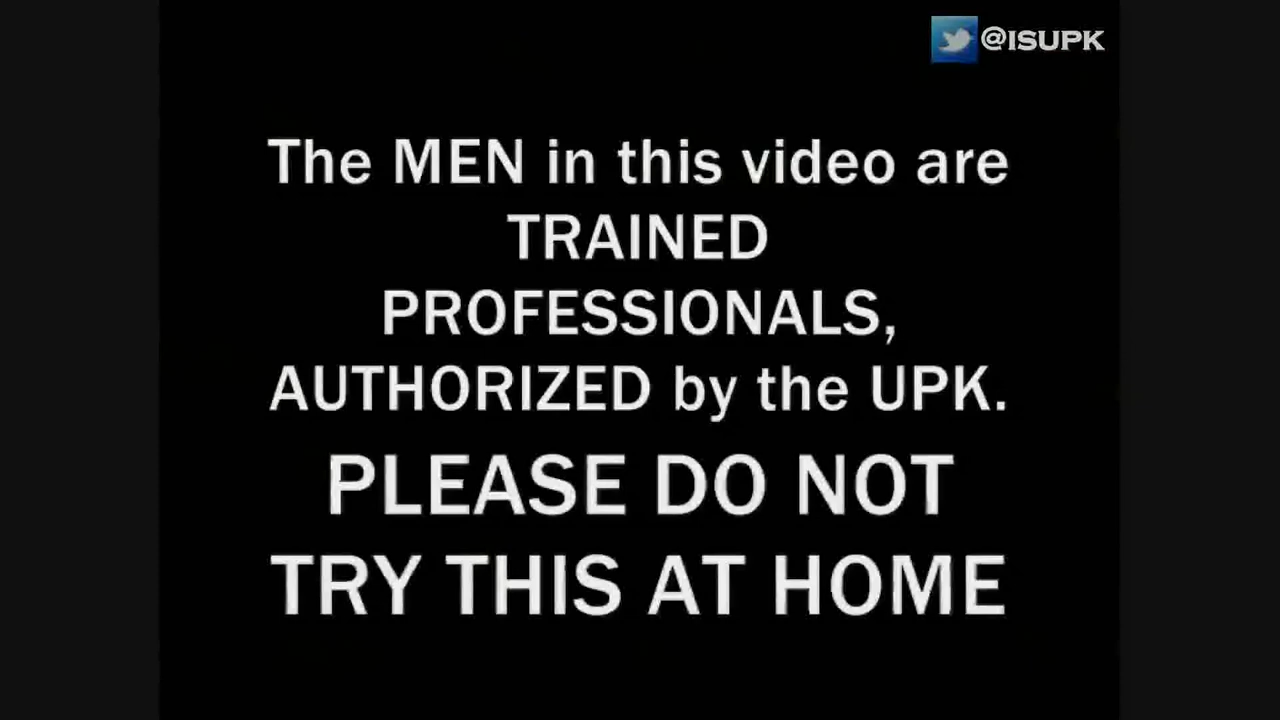 @ISUPK
The MEN in this video are
TRAINED
PROFESSIONALS,
AUTHORIZED by the UPK.
PLEASE DO NOT
TRY THIS AT HOME